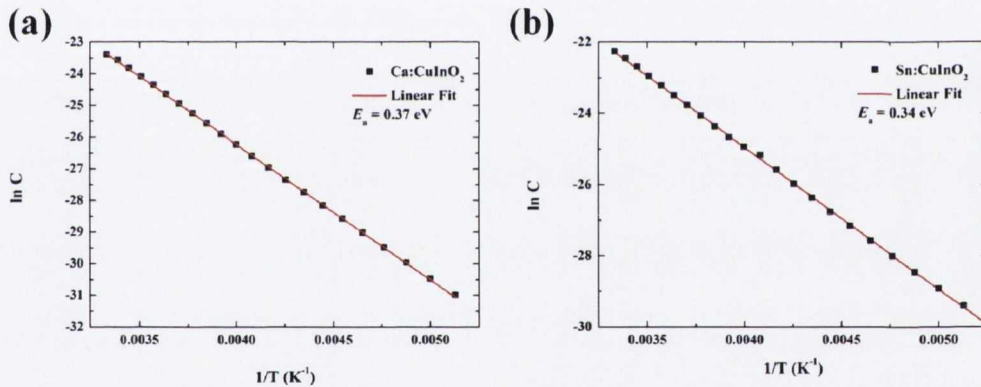 (a)
-23
-24
-25
-26
-27
-28
-29
-30
-31
-32
ln C
0.0035
0.0040
0.0045
0.0050
1/T (K⁻¹)
Ca:CuInO₂
Linear Fit
Eₐ = 0.37 eV
(b)
-22
-24
-26
-28
-30
ln C
0.0035
0.0040
0.0045
0.0050
1/T (K⁻¹)
Sn:CuInO₂
Linear Fit
Eₐ = 0.34 eV